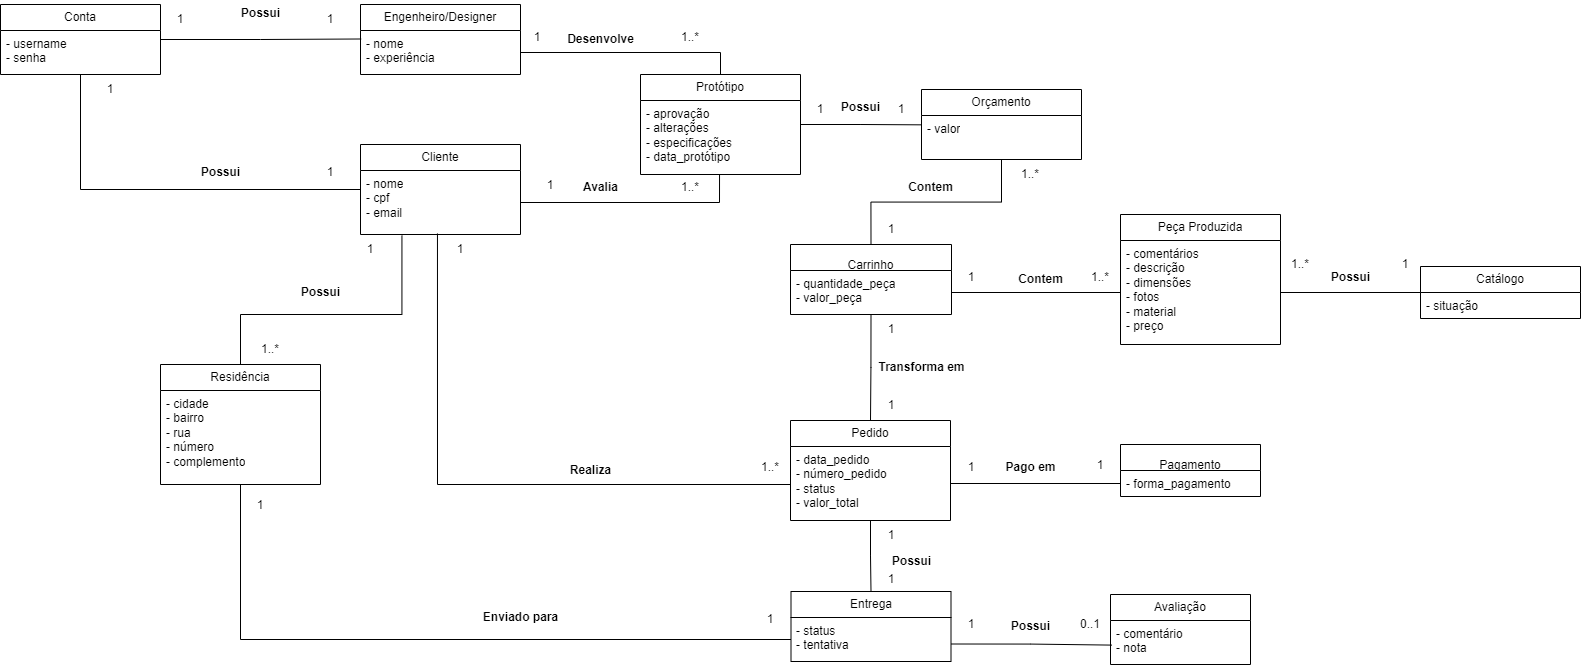 Conta
- username
- senha
1
Possui
1
Engenheiro/Designer
- nome
- experiência
1
Desenvolve
1..*
Protótipo
- aprovação
- alterações
- especificações
- data_protótipo
1
Possui
1
Orçamento
- valor
1
Possui
1
Cliente
- nome
- cpf
- email
1
Avalia
1..*
1..*
Contem
1
Carrinho
- quantidade_peça
- valor_peça
1
Contem
1..*
Peça Produzida
- comentários
- descrição
- dimensões
- fotos
- material
- preço
1..*
Possui
1
Catálogo
- situação
1
Possui
1..*
Residência
- cidade
- bairro
- rua
- número
- complemento
1
Realiza
1..*
1
Transforma em
1
Pedido
- data_pedido
- número_pedido
- status
- valor_total
1
Pago em
1
Pagamento
- forma_pagamento
1
Possui
1
1
Enviado para
1
Entrega
- status
- tentativa
1
Possui
0..1
Avaliação
- comentário
- nota